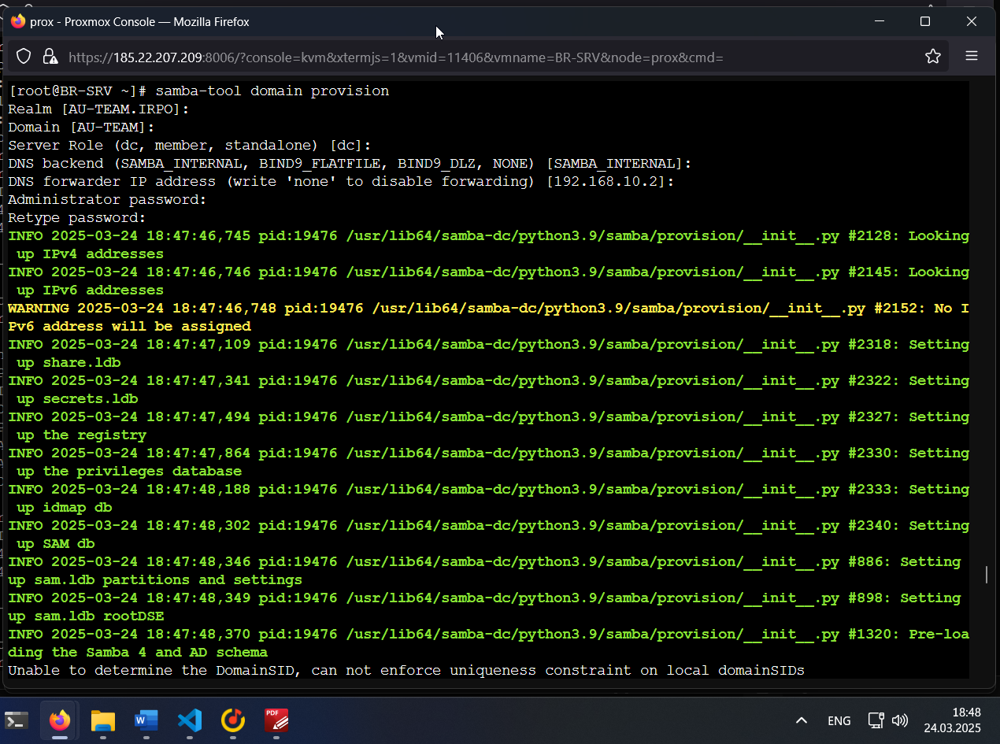 prox - Proxmox Console — Mozilla Firefox
https://185.22.207.209:8006/?console=kvm&xtermjs=1&vmid=11406&vmname=BR-SRV&node=prox&cmd=
[root@BR-SRV ~]# samba-tool domain provision
Realm [AU-TEAM.IRPO]:
Domain [AU-TEAM]:
Server Role (dc, member, standalone) [dc]:
DNS backend (SAMBA_INTERNAL, BIND9_FLATFILE, BIND9_DLZ, NONE) [SAMBA_INTERNAL]:
DNS forwarder IP address (write 'none' to disable forwarding) [192.168.10.2]:
Administrator password:
Retype password:
INFO 2025-03-24 18:47:46,745 pid:19476 /usr/lib64/samba-dc/python3.9/samba/provision/__init__.py #2128: Looking
up IPv4 addresses
INFO 2025-03-24 18:47:46,746 pid:19476 /usr/lib64/samba-dc/python3.9/samba/provision/__init__.py #2145: Looking
up IPv6 addresses
WARNING 2025-03-24 18:47:46,748 pid:19476 /usr/lib64/samba-dc/python3.9/samba/provision/__init__.py #2152: No I
Pv6 address will be assigned
INFO 2025-03-24 18:47:47,109 pid:19476 /usr/lib64/samba-dc/python3.9/samba/provision/__init__.py #2318: Setting
up share.ldb
INFO 2025-03-24 18:47:47,341 pid:19476 /usr/lib64/samba-dc/python3.9/samba/provision/__init__.py #2322: Setting
up secrets.ldb
INFO 2025-03-24 18:47:47,494 pid:19476 /usr/lib64/samba-dc/python3.9/samba/provision/__init__.py #2327: Setting
up the registry
INFO 2025-03-24 18:47:47,864 pid:19476 /usr/lib64/samba-dc/python3.9/samba/provision/__init__.py #2330: Setting
up the privileges database
INFO 2025-03-24 18:47:48,188 pid:19476 /usr/lib64/samba-dc/python3.9/samba/provision/__init__.py #2333: Setting
up idmap db
INFO 2025-03-24 18:47:48,302 pid:19476 /usr/lib64/samba-dc/python3.9/samba/provision/__init__.py #2340: Setting
up SAM db
INFO 2025-03-24 18:47:48,346 pid:19476 /usr/lib64/samba-dc/python3.9/samba/provision/__init__.py #886: Setting
up sam.ldb partitions and settings
INFO 2025-03-24 18:47:48,349 pid:19476 /usr/lib64/samba-dc/python3.9/samba/provision/__init__.py #898: Setting
up sam.ldb rootDSE
INFO 2025-03-24 18:47:48,370 pid:19476 /usr/lib64/samba-dc/python3.9/samba/provision/__init__.py #1320: Pre-loa
ding the Samba 4 and AD schema
Unable to determine the DomainSID, can not enforce uniqueness constraint on local domainSIDs
W
PDF
ENG
18:48
24.03.2025